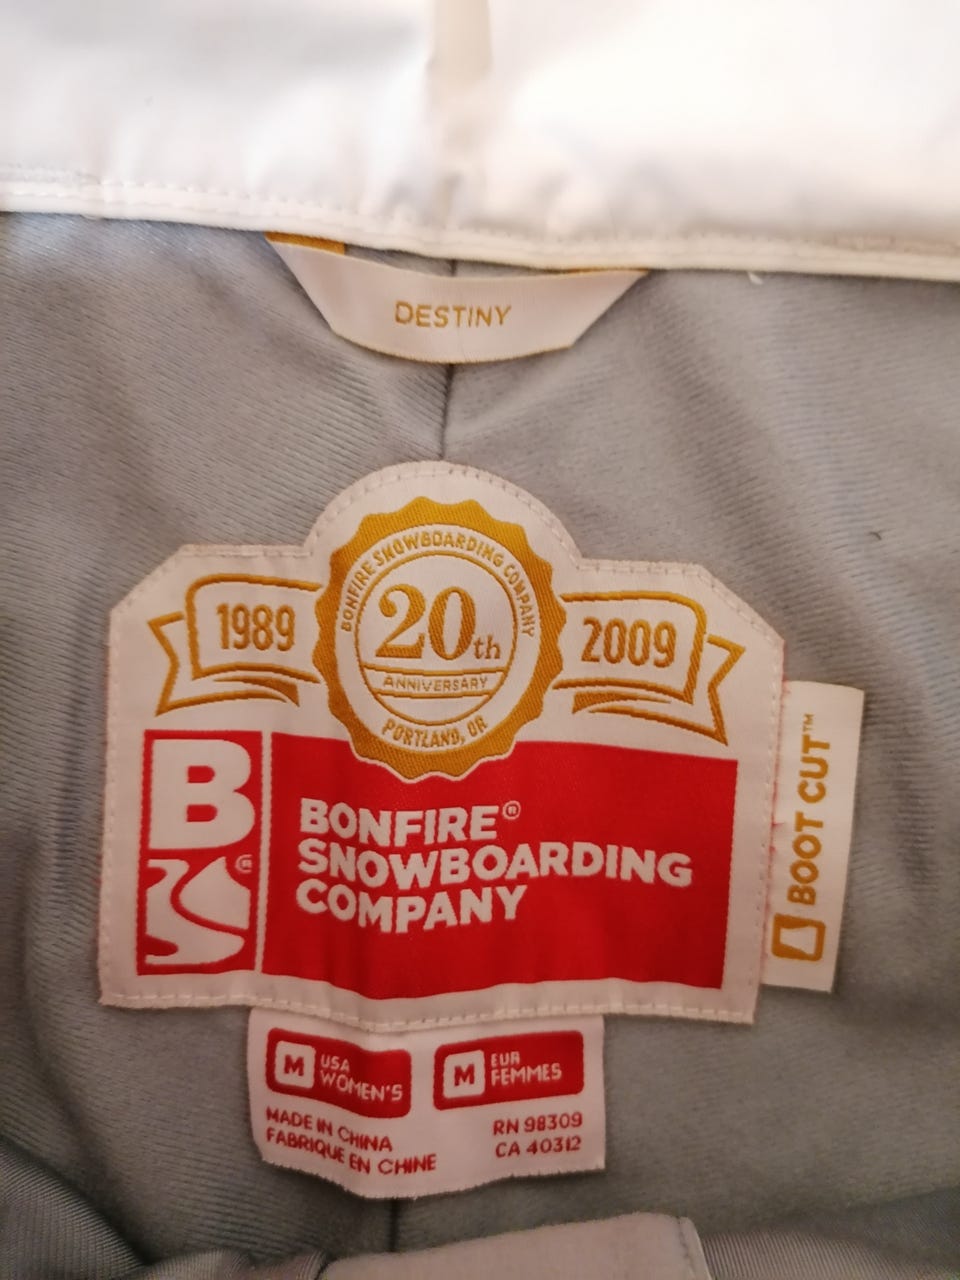 DESTINY
BONFIRE SNOWBOARDING COMPANY
1989
20th
2009
ANNIVERSARY
PORTLAND, OR
B
®
BONFIRE®
SNOWBOARDING
COMPANY
BOOT CUT™
M USA WOMEN'S
M EUR FEMMES
MADE IN CHINA
FABRIQUE EN CHINE
RN 98309
CA 40312